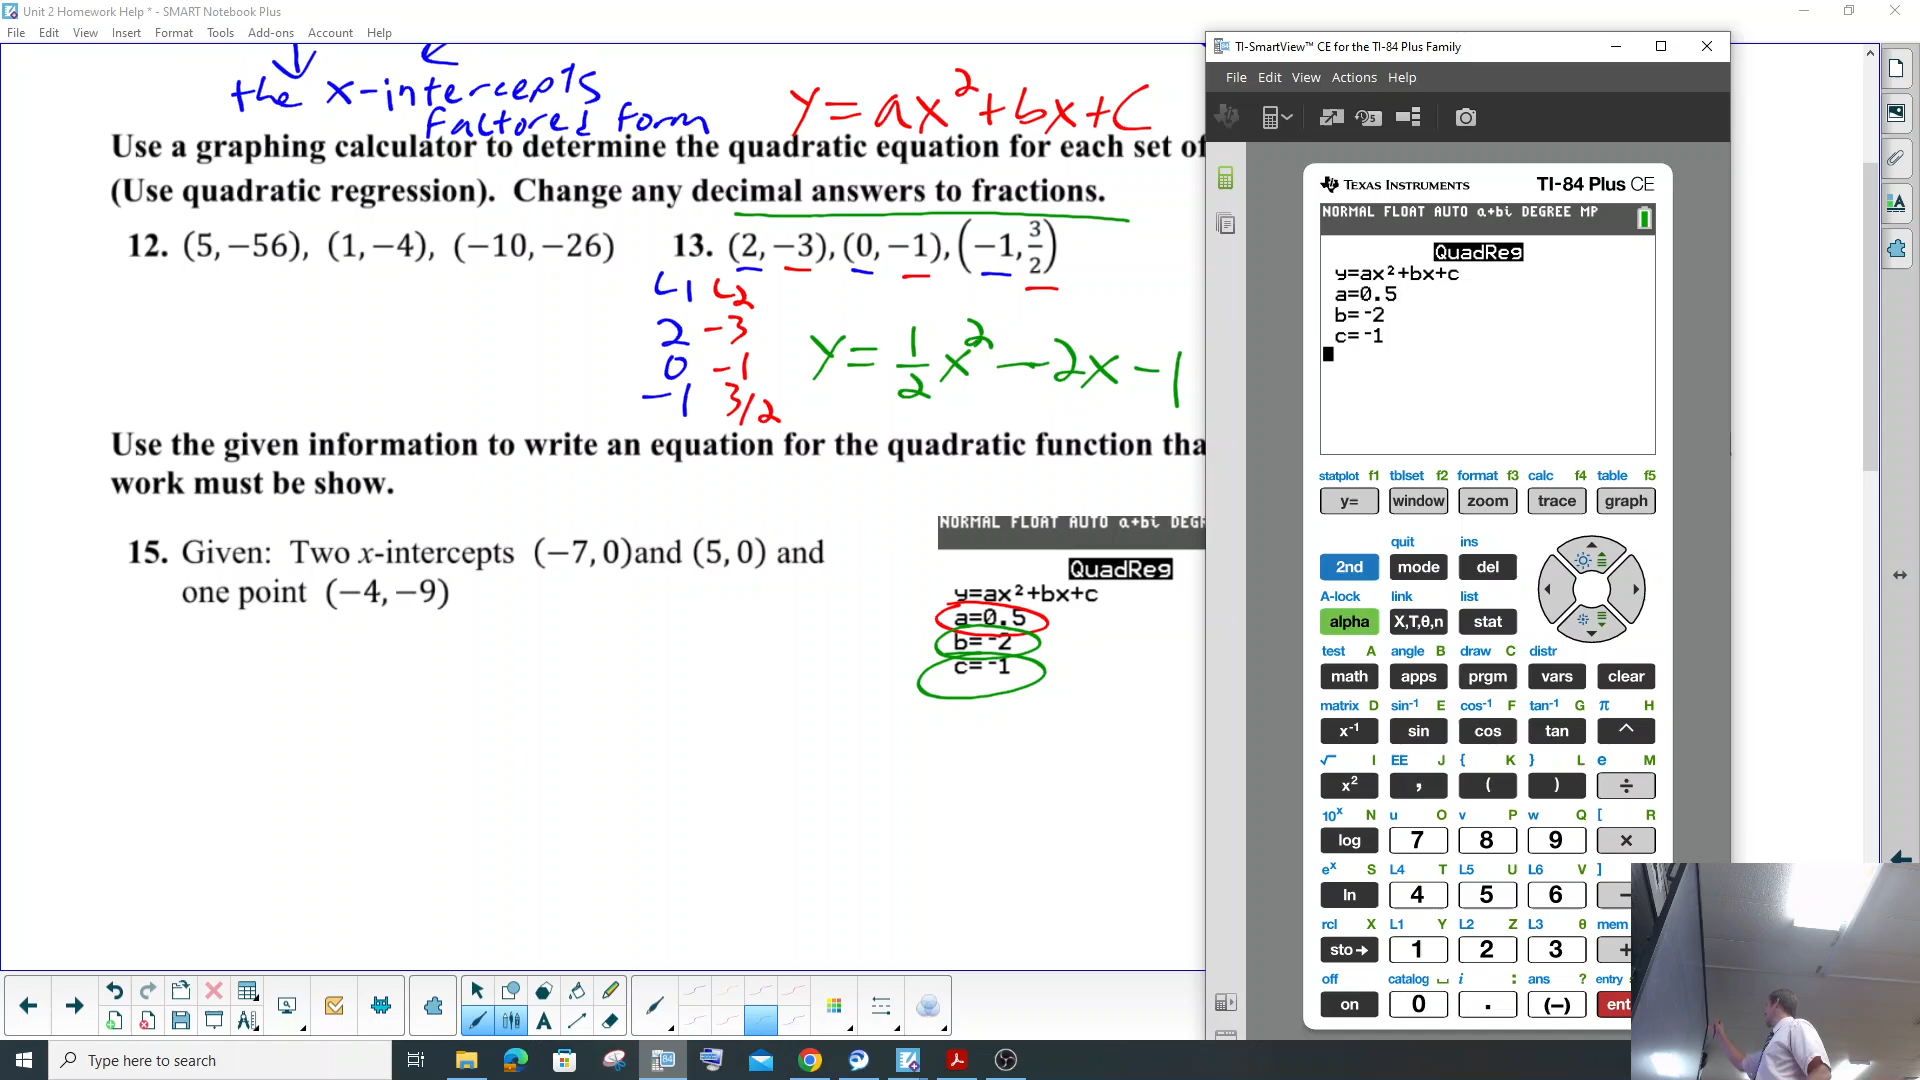 Unit 2 Homework Help * - SMART Notebook Plus
File Edit View Insert Format Tools Add-ons Account Help
the x-intercepts
Factored form
y=ax²+bx+c
Use a graphing calculator to determine the quadratic equation for each set of
(Use quadratic regression). Change any decimal answers to fractions.
12. (5, −56), (1, −4), (−10, −26)
13. (2, −3), (0, −1), (−1, 3/2)
L1 L2
2 -3
0 -1
-1 3/2
y = 1/2 x² - 2x - 1
Use the given information to write an equation for the quadratic function tha
work must be show.
15. Given: Two x-intercepts (−7, 0)and (5, 0) and
one point (−4, −9)
NORMAL FLOAT AUTO a+bi DEGR
QuadReg
y=ax²+bx+c
a=0.5
b=-2
c=-1
TI-SmartView™ CE for the TI-84 Plus Family
File Edit View Actions Help
TEXAS INSTRUMENTS TI-84 Plus CE
NORMAL FLOAT AUTO a+bi DEGREE MP
QuadReg
y=ax²+bx+c
a=0.5
b=-2
c=-1
statplot f1 tblset f2 format f3 calc f4 table f5
y= window zoom trace graph
quit ins
2nd mode del
A-lock link list
alpha X,T,θ,n stat
test A angle B draw C distr
math apps prgm vars clear
matrix D sin-1 E cos-1 F tan-1 G π H
x-1 sin cos tan ^
√ I EE J { K } L e M
x² , ( ) ÷
10x N u O v P w Q [ R
log 7 8 9 ×
ex S L4 T L5 U L6 V ]
ln 4 5 6 −
rcl X L1 Y L2 Z L3 θ mem
sto→ 1 2 3 +
off catalog i : ans ? entry
on 0 . (−) ent
Type here to search